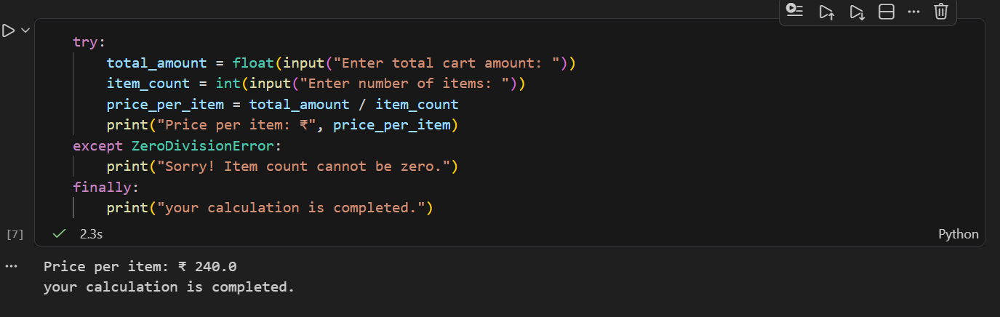 try:
total_amount = float(input("Enter total cart amount: "))
item_count = int(input("Enter number of items: "))
price_per_item = total_amount / item_count
print("Price per item: ₹", price_per_item)
except ZeroDivisionError:
print("Sorry! Item count cannot be zero.")
finally:
print("your calculation is completed.")
[7]
2.3s
Python
Price per item: ₹ 240.0
your calculation is completed.